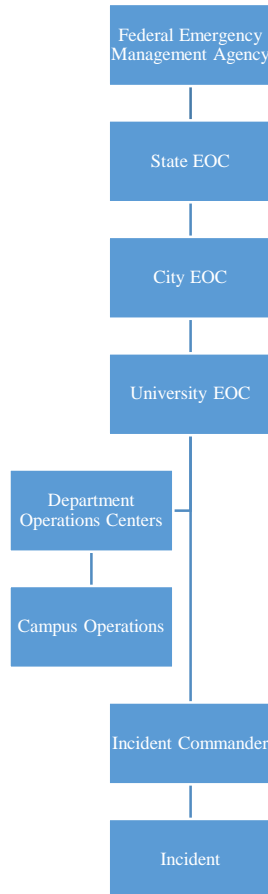 Federal Emergency
Management Agency
State EOC
City EOC
University EOC
Department
Operations Centers
Campus Operations
Incident Commander
Incident